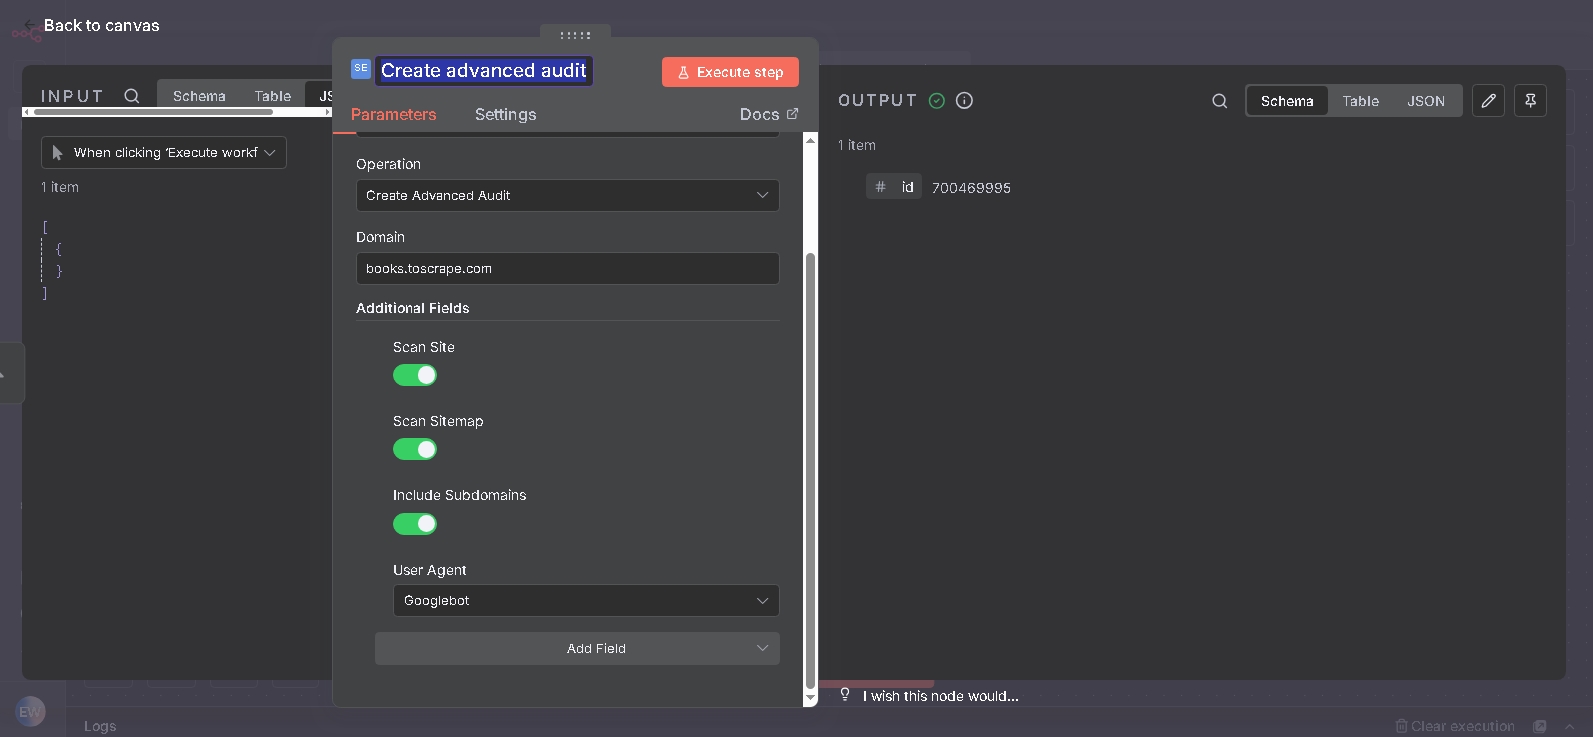 Back to canvas
INPUT
Schema
Table
JS
When clicking ‘Execute workf
1 item
[
{
}
]
SE
Create advanced audit
Execute step
Parameters
Settings
Docs
Operation
Create Advanced Audit
Domain
books.toscrape.com
Additional Fields
Scan Site
Scan Sitemap
Include Subdomains
User Agent
Googlebot
Add Field
OUTPUT
Schema
Table
JSON
1 item
# id 700469995
I wish this node would...
EW
Logs
Clear execution